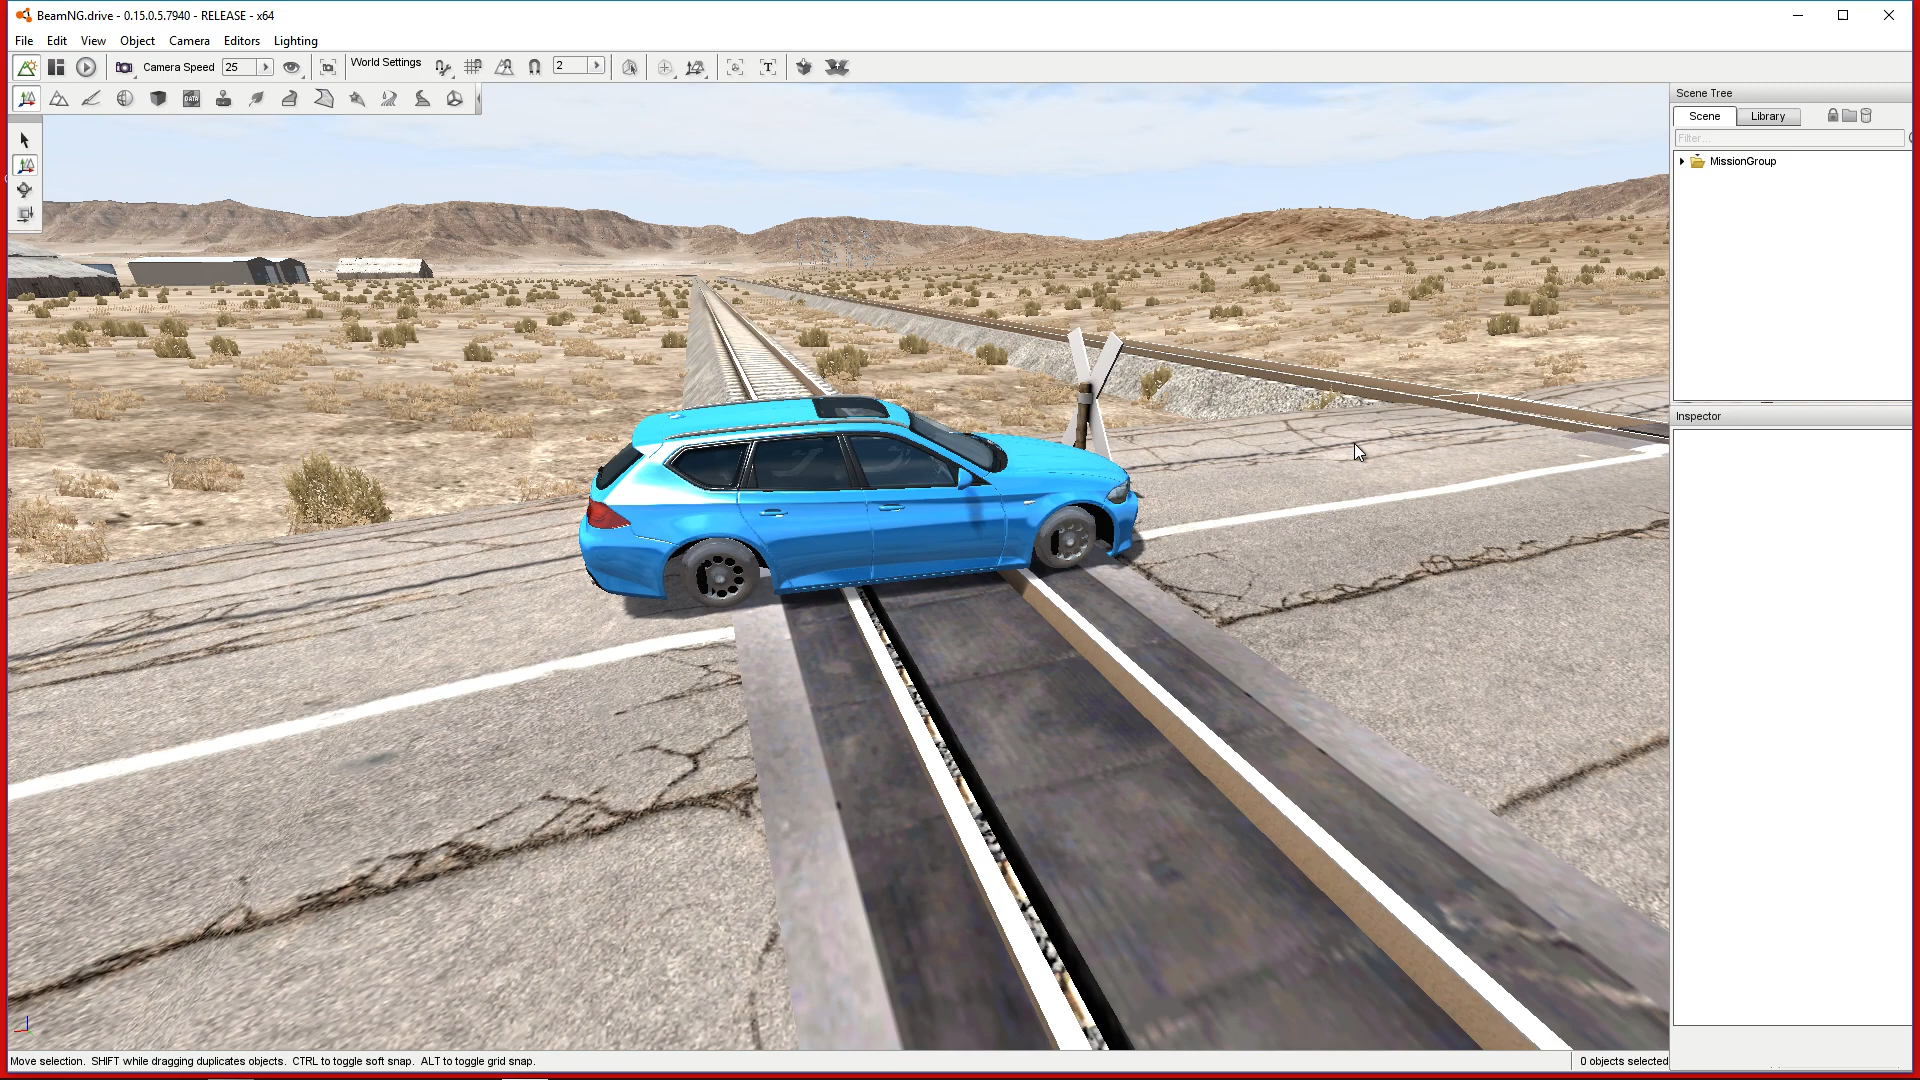 BeamNG.drive - 0.15.0.5.7940 - RELEASE - x64
File Edit View Object Camera Editors Lighting
Camera Speed 25 World Settings 2 T
DATA
Scene Tree
Scene Library
Filter...
MissionGroup
Inspector
Move selection. SHIFT while dragging duplicates objects. CTRL to toggle soft snap. ALT to toggle grid snap.
0 objects selected